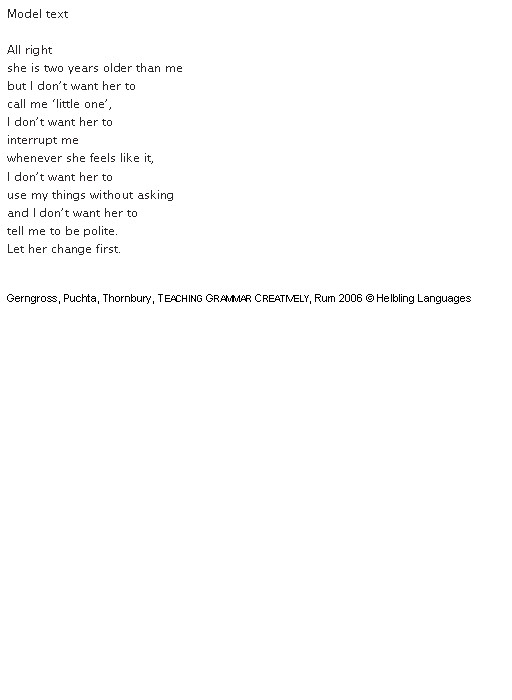 Model text
All right
she is two years older than me
but I don't want her to
call me ‘little one’,
I don't want her to
interrupt me
whenever she feels like it,
I don't want her to
use my things without asking
and I don't want her to
tell me to be polite.
Let her change first.
Gerngross, Puchta, Thornbury, TEACHING GRAMMAR CREATIVELY, Rum 2006 © Helbling Languages